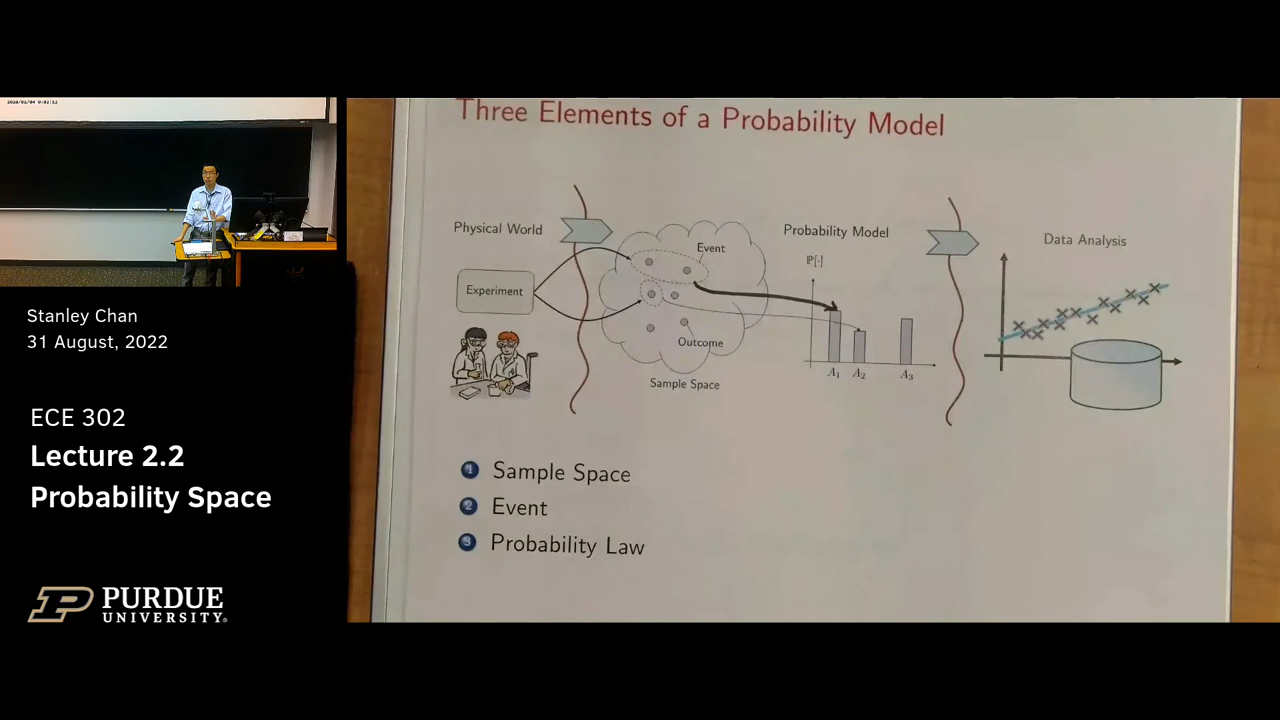 Stanley Chan
31 August, 2022
ECE 302
Lecture 2.2
Probability Space
PURDUE
UNIVERSITY.
Three Elements of a Probability Model
Physical World
Experiment
Event
Outcome
Sample Space
Probability Model
ℙ[·]
A₁ A₂ A₃
Data Analysis
1 Sample Space
2 Event
3 Probability Law